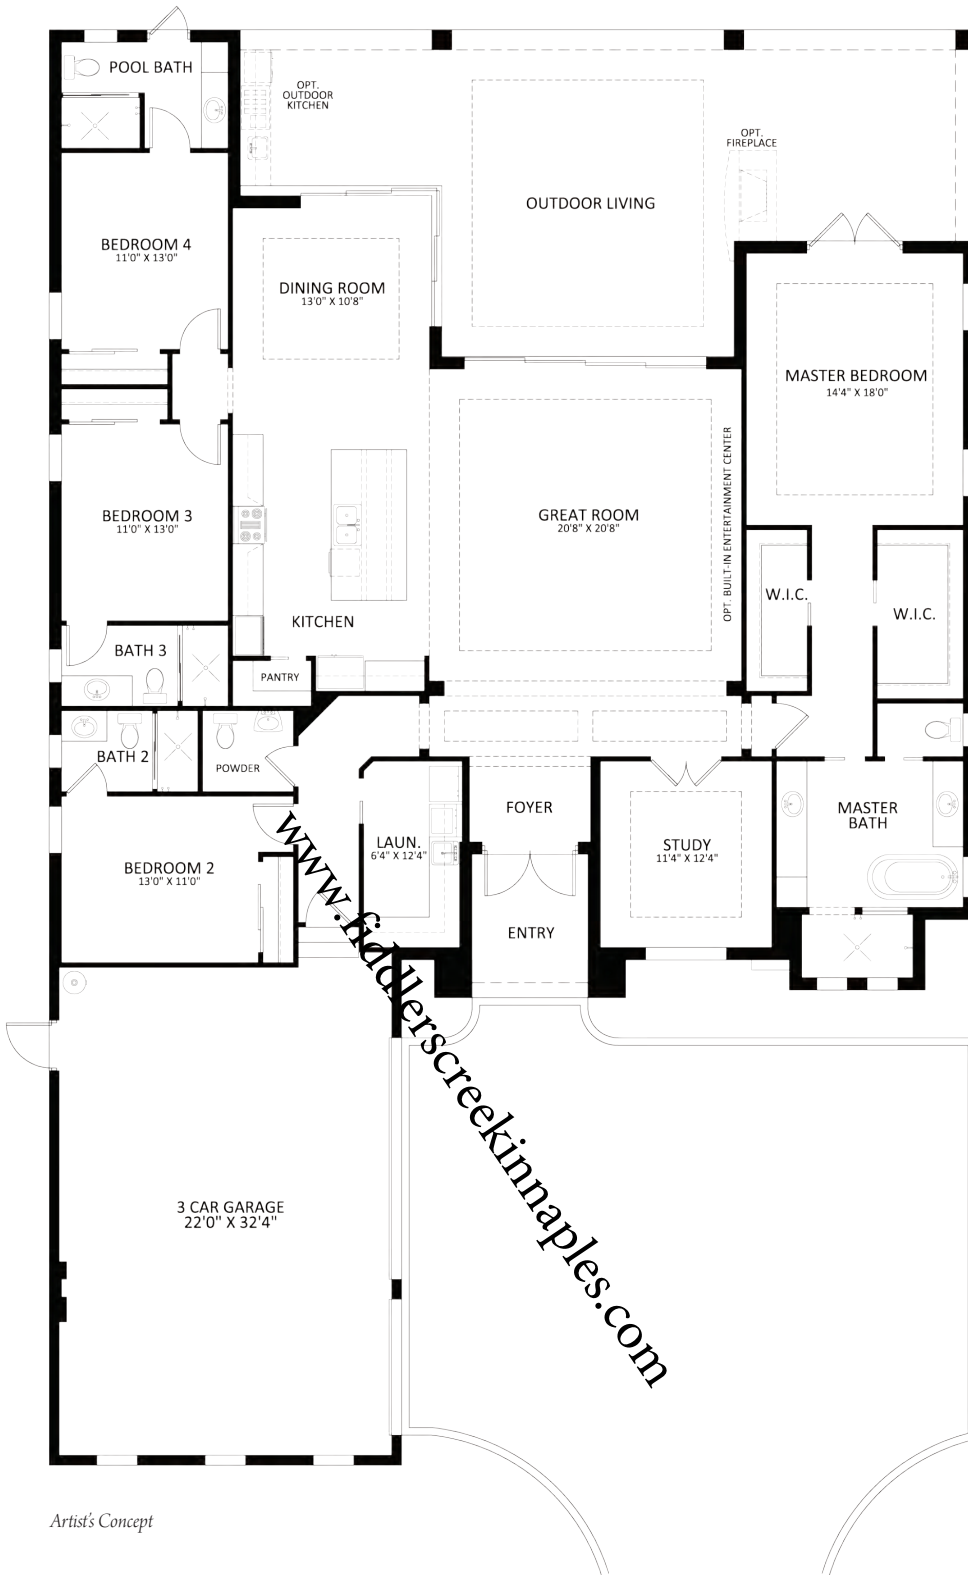 POOL BATH
OPT.
OUTDOOR
KITCHEN
OPT.
FIREPLACE
OUTDOOR LIVING
BEDROOM 4
11'0" X 13'0"
DINING ROOM
13'0" X 10'8"
MASTER BEDROOM
14'4" X 18'0"
OPT. BUILT-IN ENTERTAINMENT CENTER
BEDROOM 3
11'0" X 13'0"
GREAT ROOM
20'8" X 20'8"
W.I.C.
W.I.C.
KITCHEN
BATH 3
PANTRY
BATH 2
POWDER
FOYER
MASTER
BATH
LAUN.
6'4" X 12'4"
STUDY
11'4" X 12'4"
BEDROOM 2
13'0" X 11'0"
ENTRY
www.fiddlerscreekinnaples.com
3 CAR GARAGE
22'0" X 32'4"
Artist's Concept